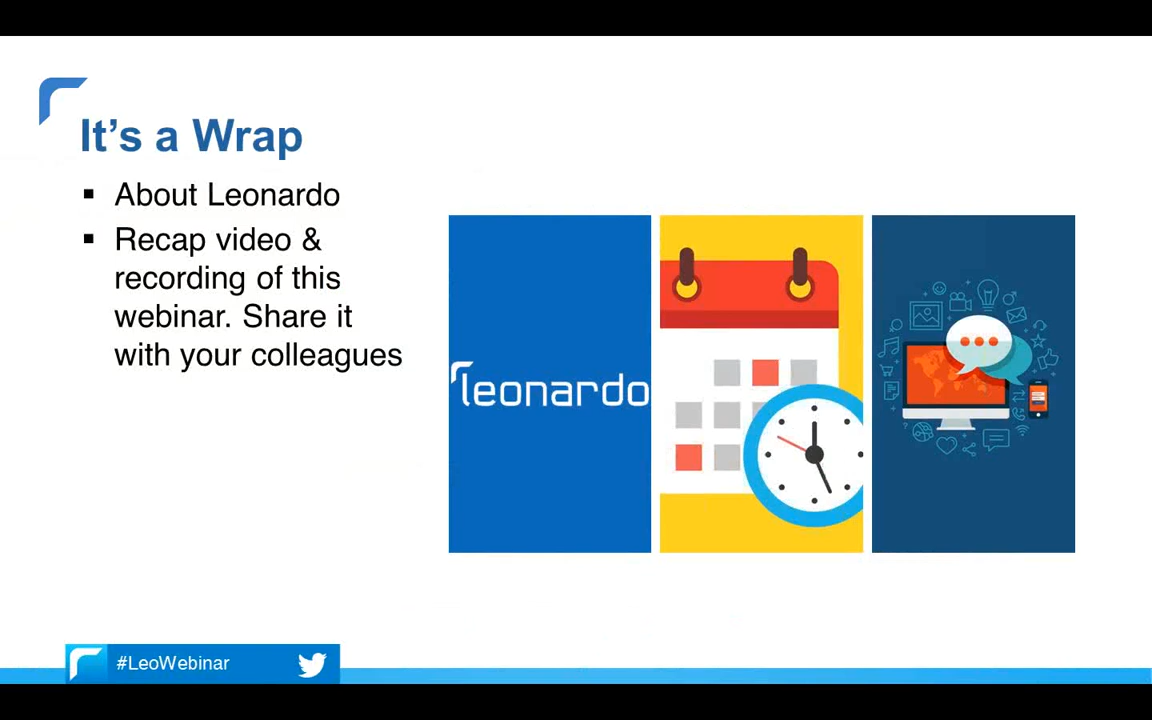 It’s a Wrap
▪ About Leonardo
▪ Recap video &
recording of this
webinar. Share it
with your colleagues
leonardo
#LeoWebinar